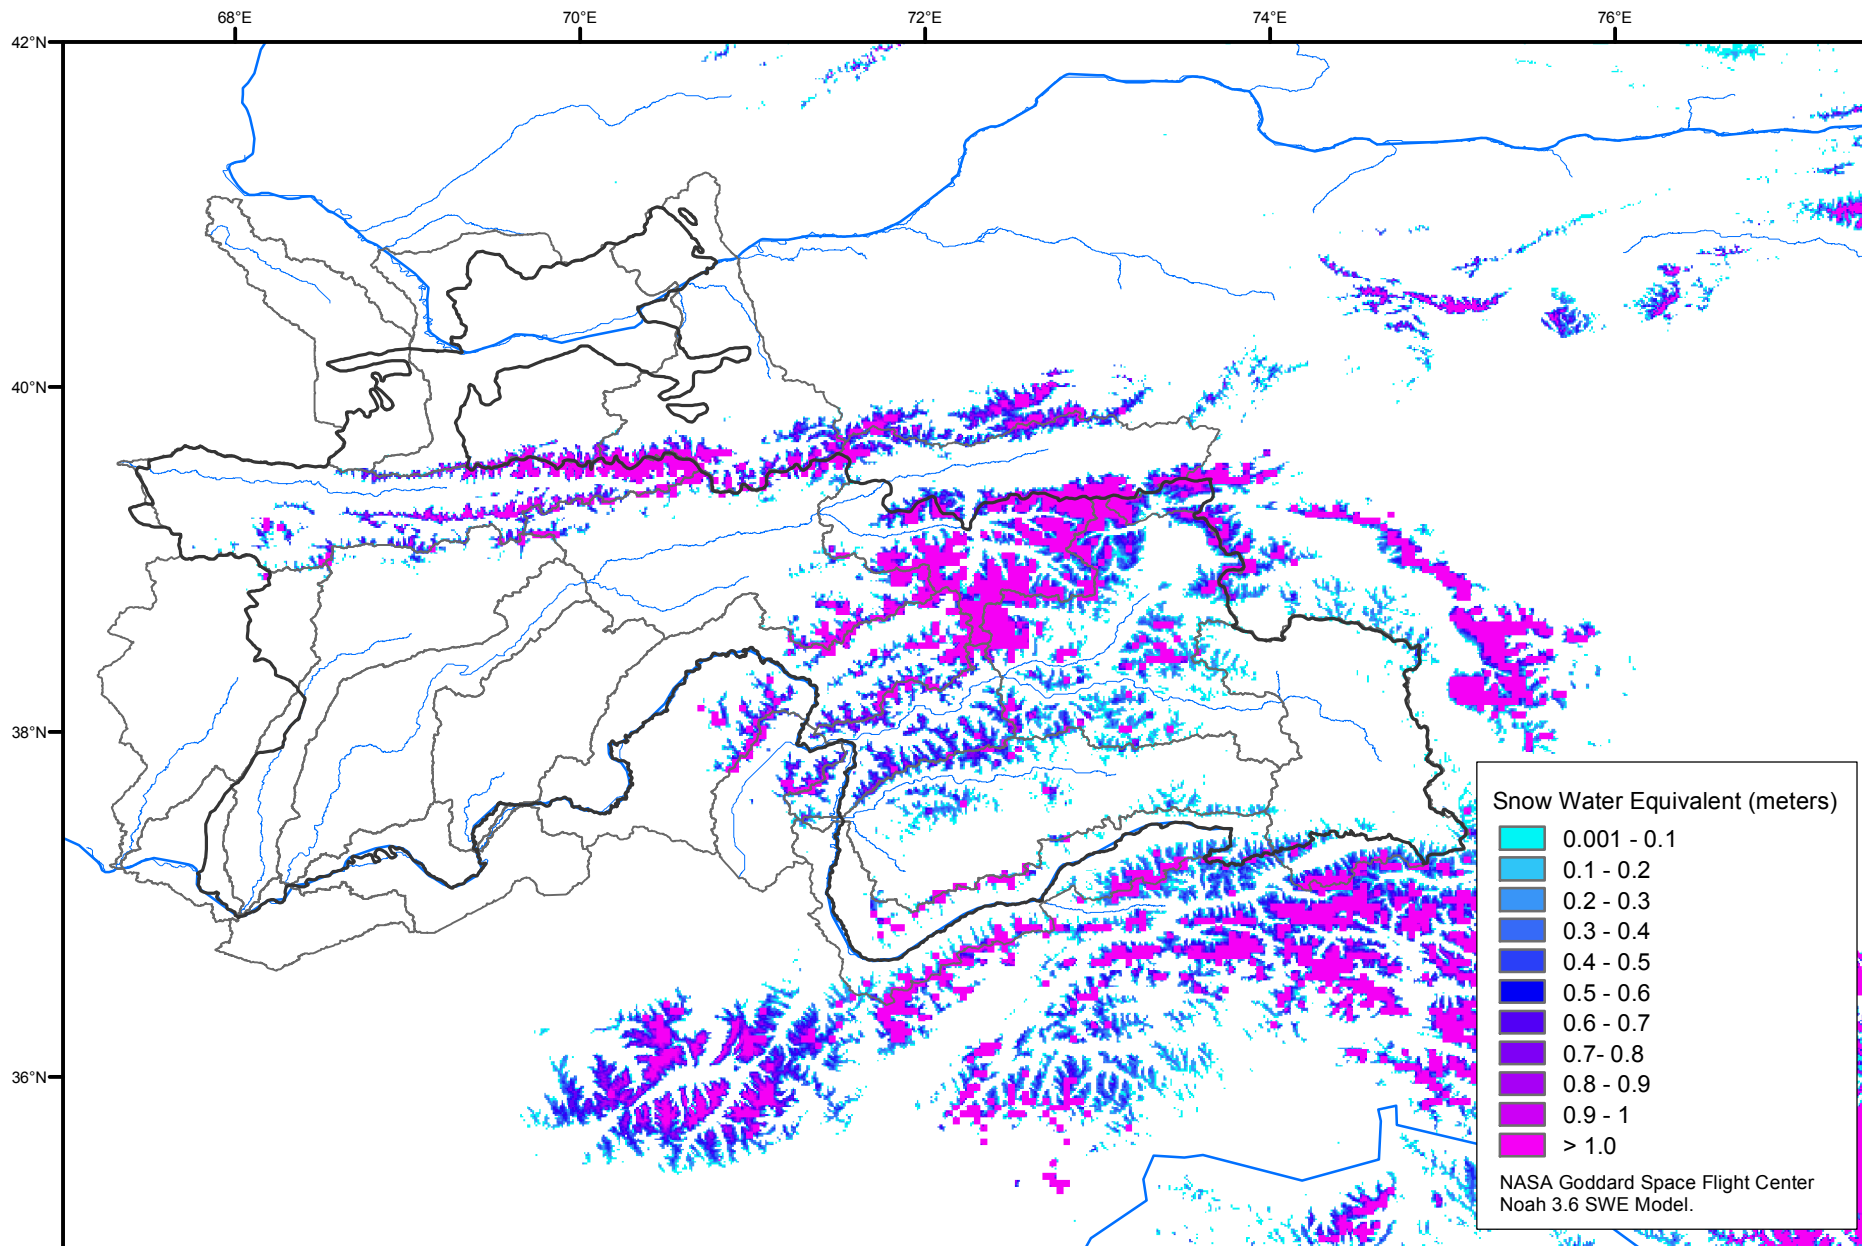 68°E
70°E
72°E
74°E
76°E
42°N
40°N
38°N
36°N
Snow Water Equivalent (meters)
0.001 - 0.1
0.1 - 0.2
0.2 - 0.3
0.3 - 0.4
0.4 - 0.5
0.5 - 0.6
0.6 - 0.7
0.7- 0.8
0.8 - 0.9
0.9 - 1
> 1.0
NASA Goddard Space Flight Center
Noah 3.6 SWE Model.